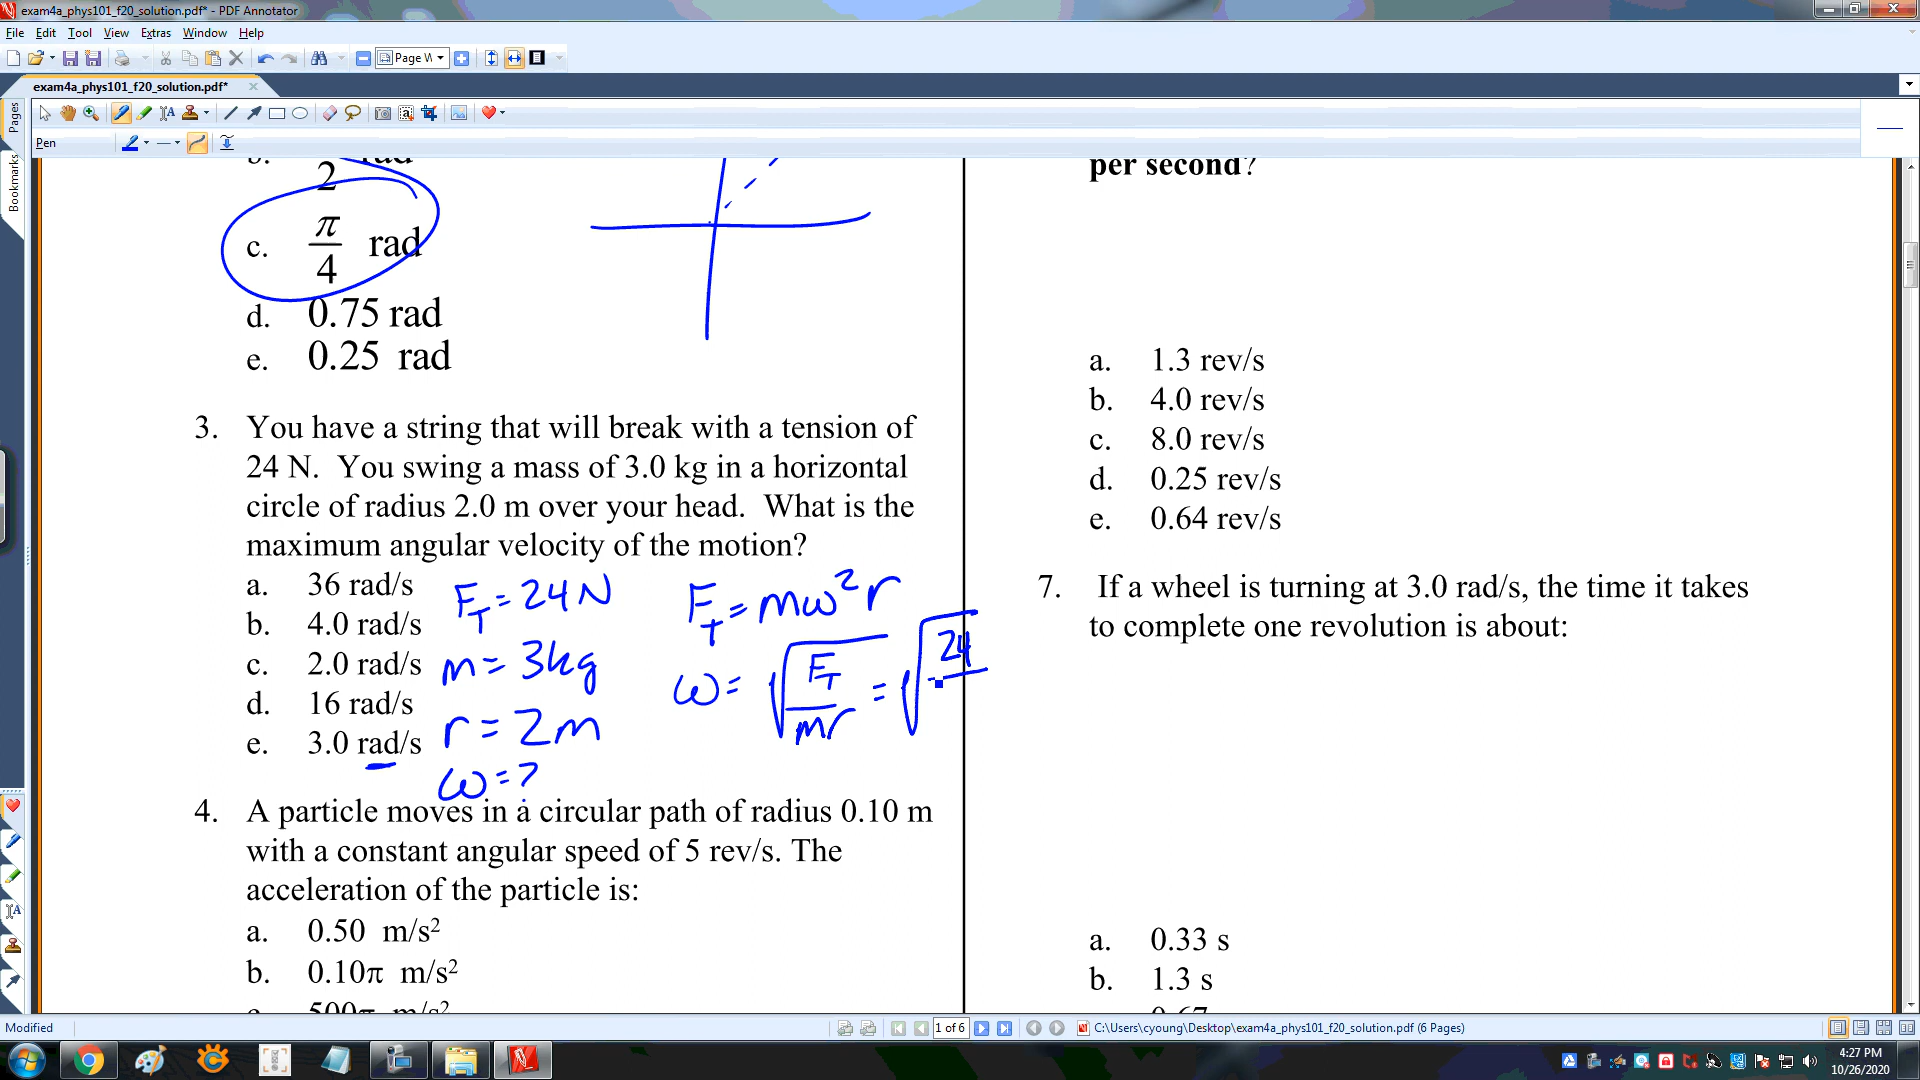 exam4a_phys101_f20_solution.pdf* - PDF Annotator
File Edit Tool View Extras Window Help
Page W
exam4a_phys101_f20_solution.pdf*
Pen
Pages
Bookmarks
2
c. π/4 rad
d. 0.75 rad
e. 0.25 rad
3. You have a string that will break with a tension of
24 N. You swing a mass of 3.0 kg in a horizontal
circle of radius 2.0 m over your head. What is the
maximum angular velocity of the motion?
a. 36 rad/s
b. 4.0 rad/s
c. 2.0 rad/s
d. 16 rad/s
e. 3.0 rad/s
F_T = 24 N
m = 3 kg
r = 2 m
ω = ?
F_T = mω²r
ω = √(F_T/mr) = √(24/
4. A particle moves in a circular path of radius 0.10 m
with a constant angular speed of 5 rev/s. The
acceleration of the particle is:
a. 0.50 m/s²
b. 0.10π m/s²
per second?
a. 1.3 rev/s
b. 4.0 rev/s
c. 8.0 rev/s
d. 0.25 rev/s
e. 0.64 rev/s
7. If a wheel is turning at 3.0 rad/s, the time it takes
to complete one revolution is about:
a. 0.33 s
b. 1.3 s
Modified
1 of 6
C:\Users\cyoung\Desktop\exam4a_phys101_f20_solution.pdf (6 Pages)
4:27 PM
10/26/2020